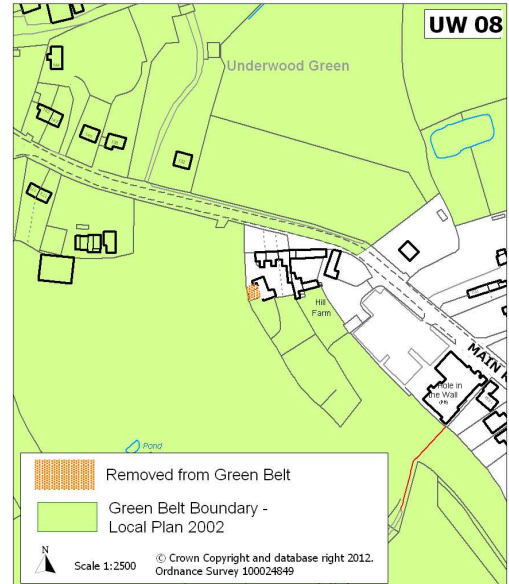 UW 08
Underwood Green
Hill
Farm
MAIN R
Hole in
the Wall
(PH)
Pond
Removed from Green Belt
Green Belt Boundary -
Local Plan 2002
N
Scale 1:2500
© Crown Copyright and database right 2012.
Ordnance Survey 100024849